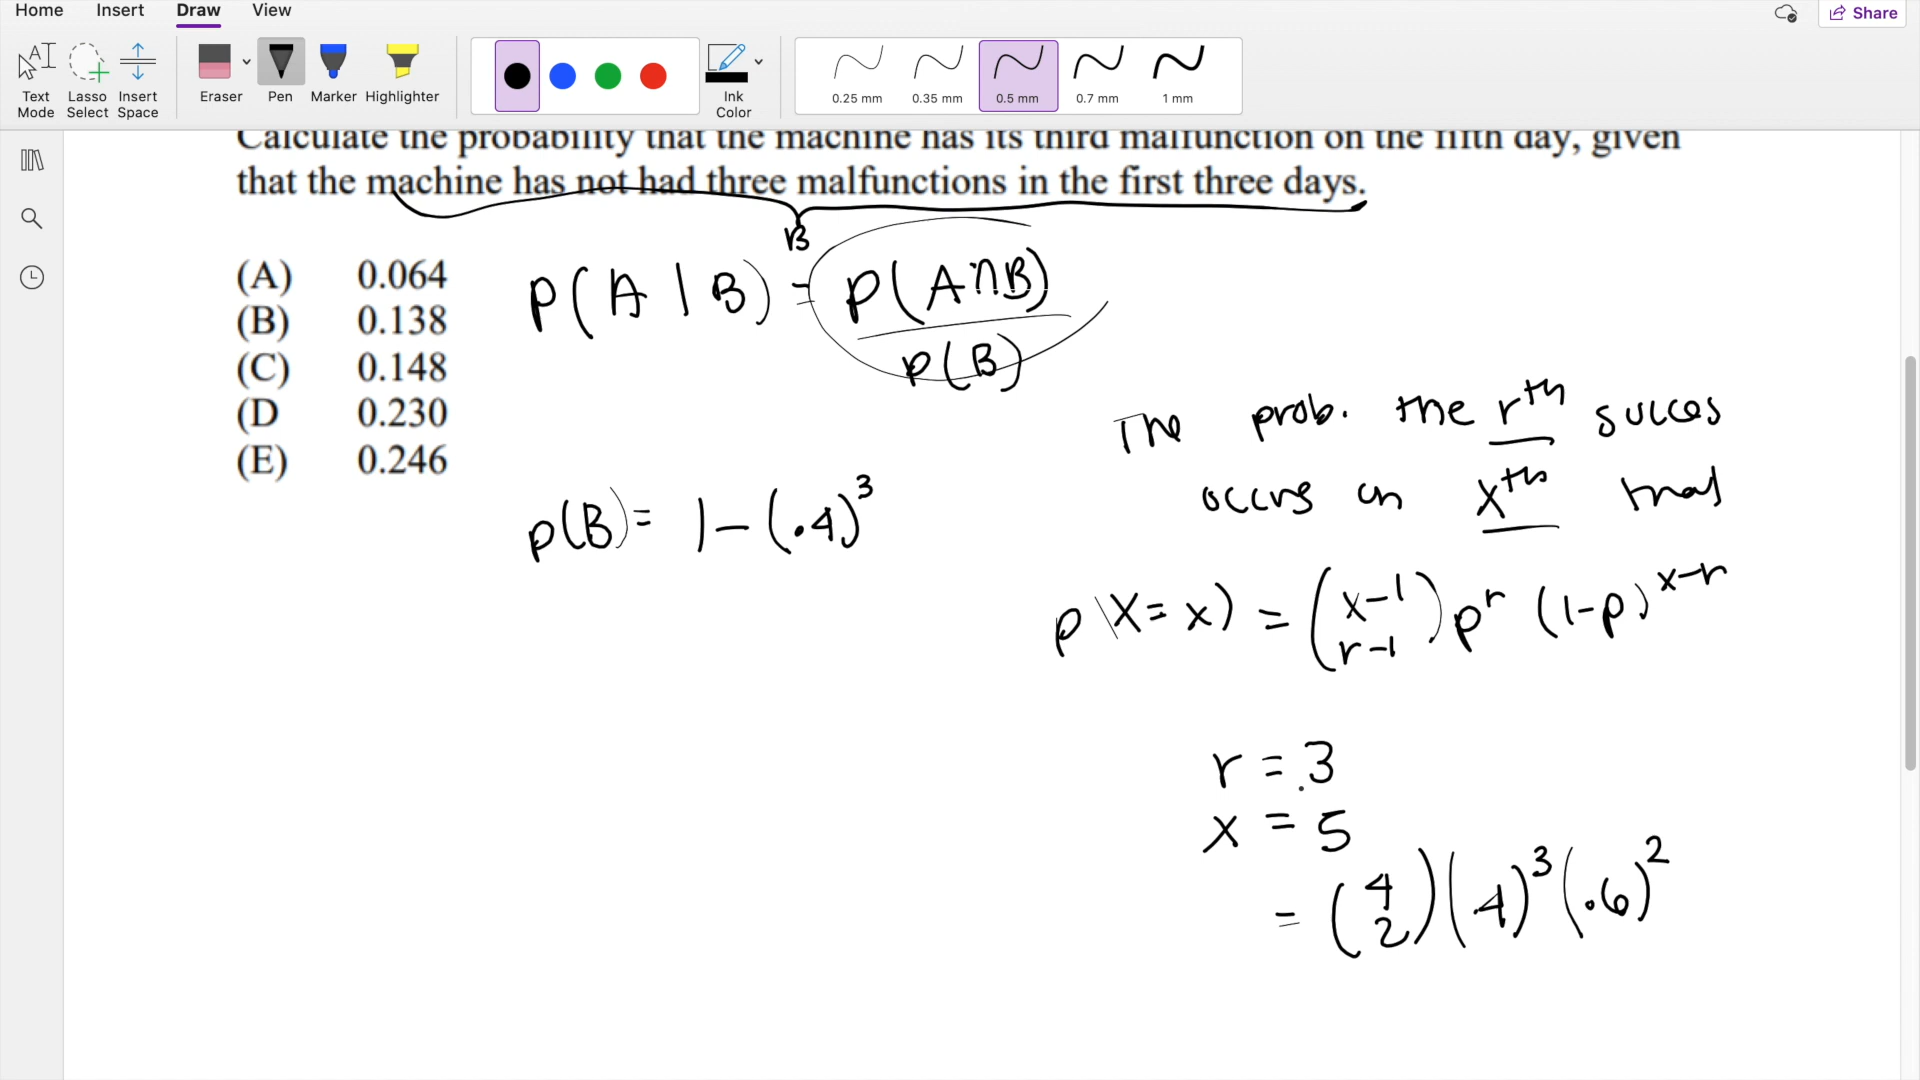 Home Insert Draw View
Share
Text Mode
Lasso Select
Insert Space
Eraser
Pen
Marker
Highlighter
Ink Color
0.25 mm
0.35 mm
0.5 mm
0.7 mm
1 mm
Calculate the probability that the machine has its third malfunction on the fifth day, given
that the machine has not had three malfunctions in the first three days.
B
(A) 0.064
(B) 0.138
(C) 0.148
(D 0.230
(E) 0.246
P(A|B) = P(A∩B)
P(B)
The prob. the rth succes
occrs on xth trial
P(B) = 1-(.4)³
P(X=x) = (x-1 r-1) p^r (1-p)^x-r
r = 3
x = 5
= (4 2)(.4)³(.6)²